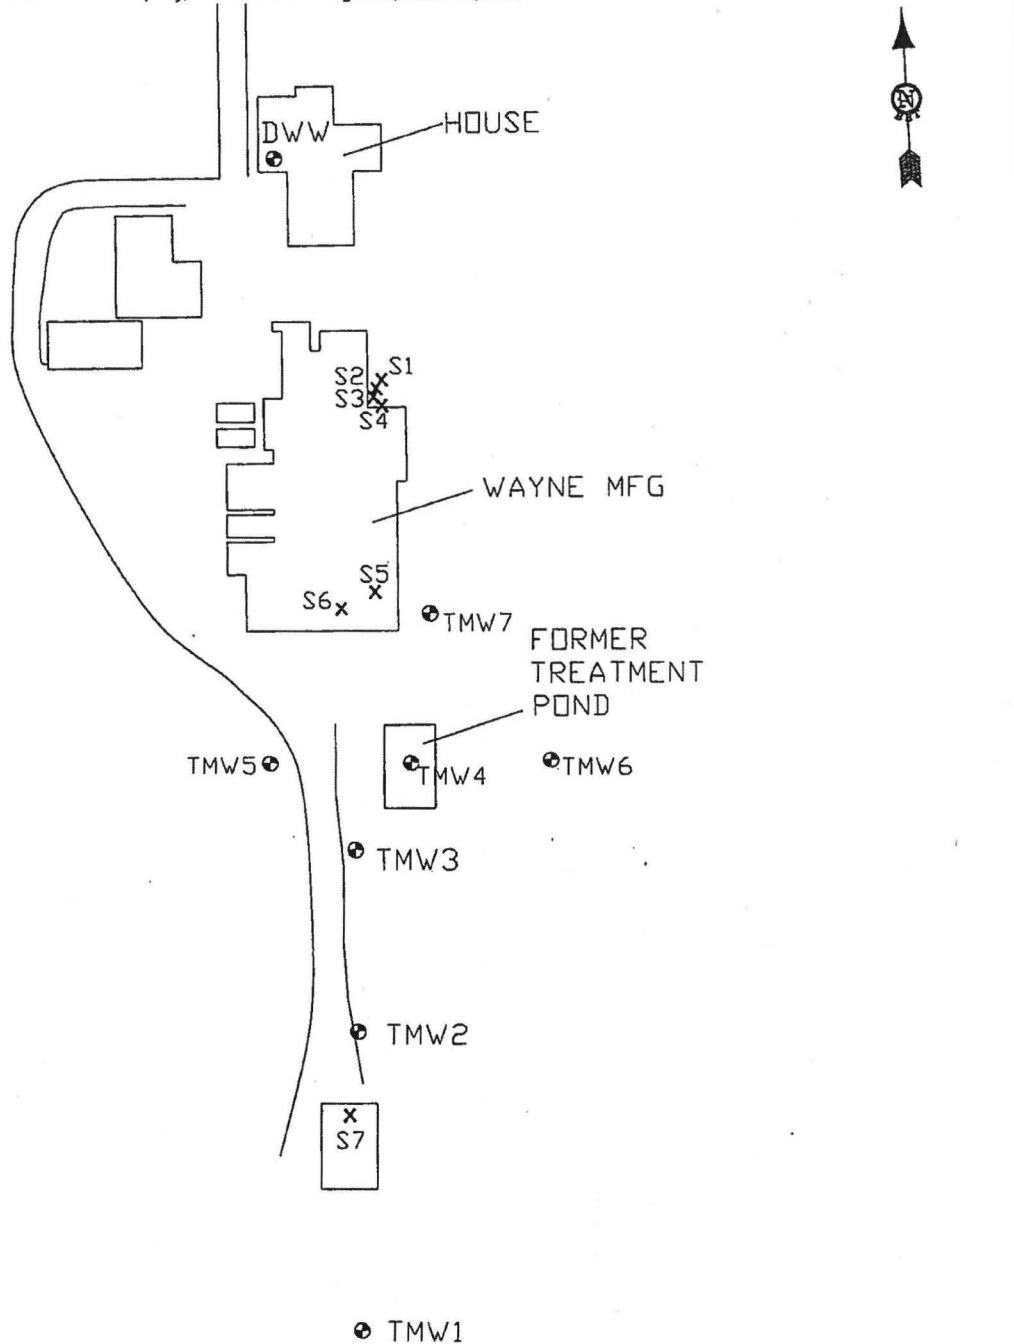 N
HOUSE
DWW
S1
S2
S3
S4
WAYNE MFG
S5
S6
TMW7
FORMER
TREATMENT
POND
TMW5
TMW4
TMW6
TMW3
TMW2
S7
TMW1